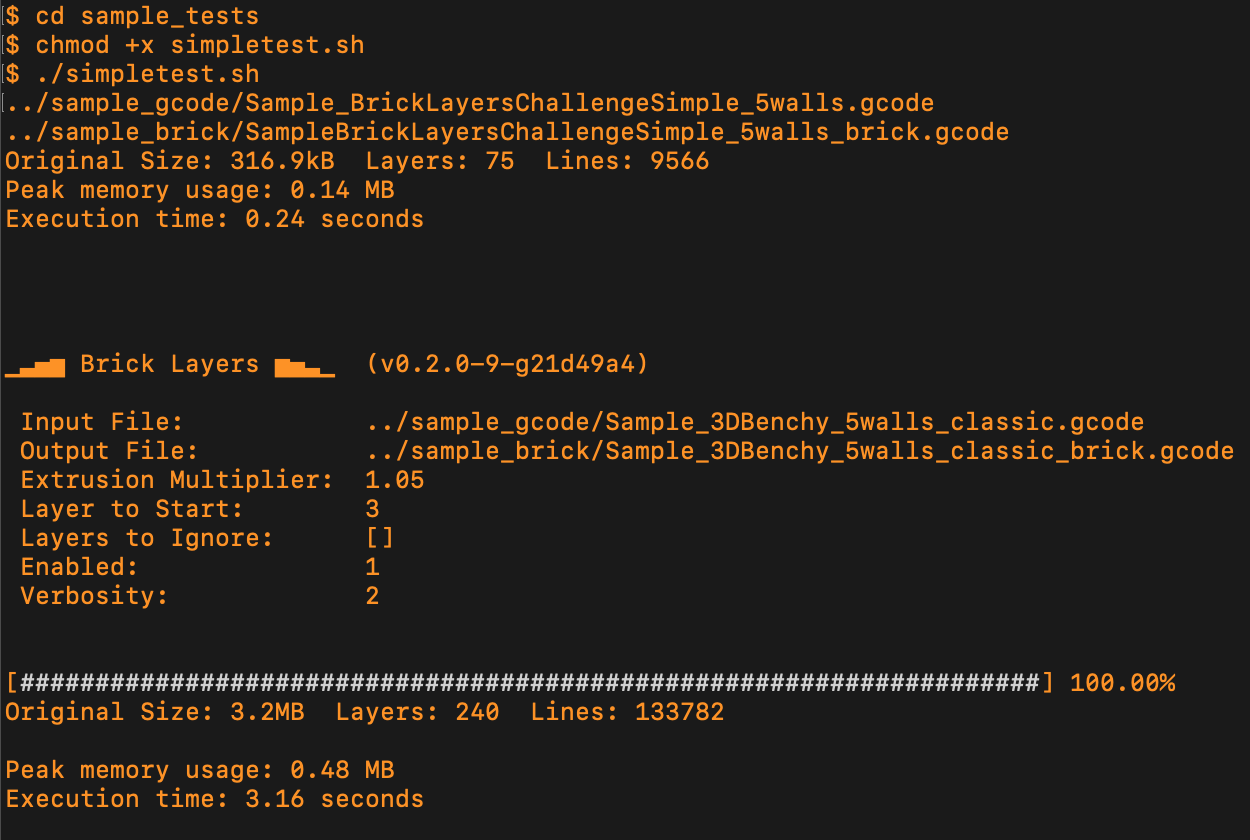 $ cd sample_tests
$ chmod +x simpletest.sh
$ ./simpletest.sh
../sample_gcode/Sample_BrickLayersChallengeSimple_5walls.gcode
../sample_brick/SampleBrickLayersChallengeSimple_5walls_brick.gcode
Original Size: 316.9kB  Layers: 75  Lines: 9566
Peak memory usage: 0.14 MB
Execution time: 0.24 seconds
▁▃▅▇ Brick Layers ▇▅▃▁  (v0.2.0-9-g21d49a4)
Input File:            ../sample_gcode/Sample_3DBenchy_5walls_classic.gcode
Output File:           ../sample_brick/Sample_3DBenchy_5walls_classic_brick.gcode
Extrusion Multiplier:  1.05
Layer to Start:        3
Layers to Ignore:      []
Enabled:               1
Verbosity:             2
[####################################################################] 100.00%
Original Size: 3.2MB  Layers: 240  Lines: 133782
Peak memory usage: 0.48 MB
Execution time: 3.16 seconds